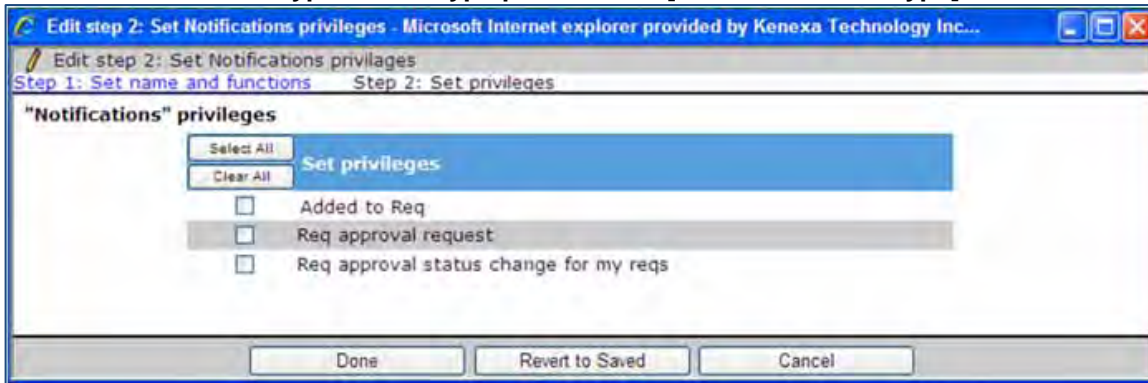 Edit step 2: Set Notifications privileges - Microsoft Internet explorer provided by Kenexa Technology Inc...
Edit step 2: Set Notifications privilages
Step 1: Set name and functions Step 2: Set privileges
"Notifications" privileges
Select All
Clear All
Set privileges
Added to Req
Req approval request
Req approval status change for my reqs
Done Revert to Saved Cancel